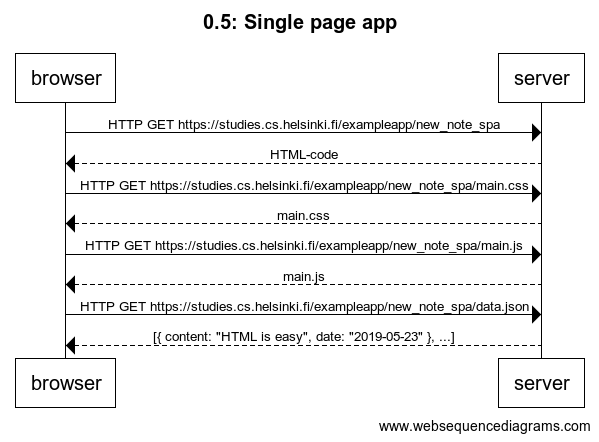 0.5: Single page app
browser
server
HTTP GET https://studies.cs.helsinki.fi/exampleapp/new_note_spa
HTML-code
HTTP GET https://studies.cs.helsinki.fi/exampleapp/new_note_spa/main.css
main.css
HTTP GET https://studies.cs.helsinki.fi/exampleapp/new_note_spa/main.js
main.js
HTTP GET https://studies.cs.helsinki.fi/exampleapp/new_note_spa/data.json
[{ content: "HTML is easy", date: "2019-05-23" }, ...]
browser
server
www.websequencediagrams.com